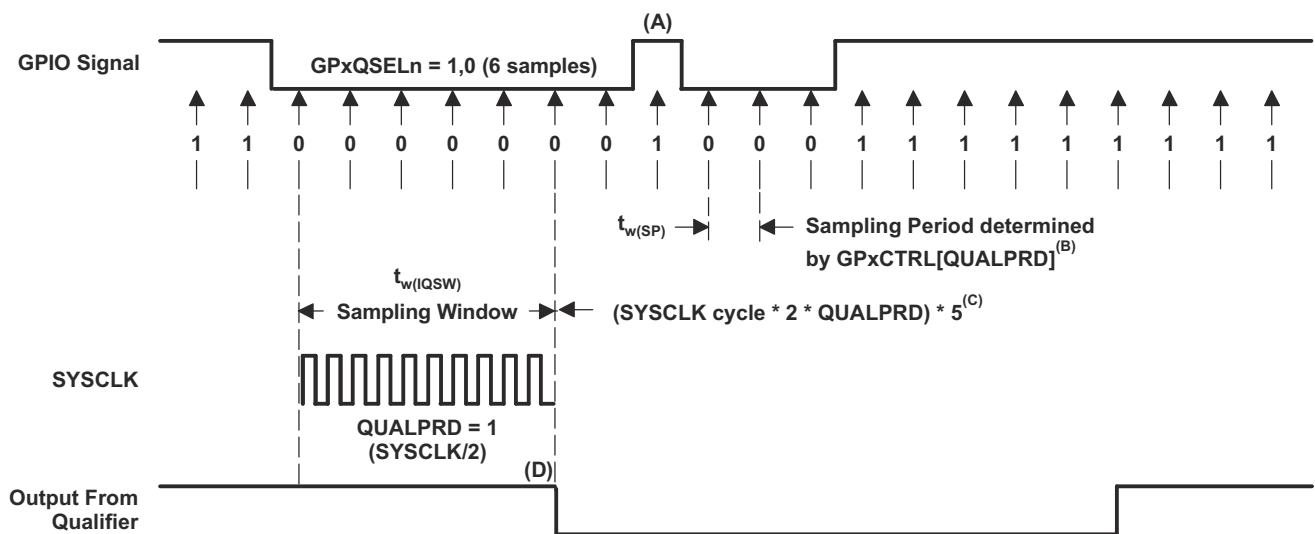 (A)
GPIO Signal
GPxQSELn = 1,0 (6 samples)
1 1 0 0 0 0 0 0 0 1 0 0 0 1 1 1 1 1 1 1 1 1
tw(SP)
Sampling Period determined
by GPxCTRL[QUALPRD](B)
tw(IQSW)
Sampling Window
(SYSCLK cycle * 2 * QUALPRD) * 5(C)
SYSCLK
QUALPRD = 1
(SYSCLK/2)
(D)
Output From
Qualifier